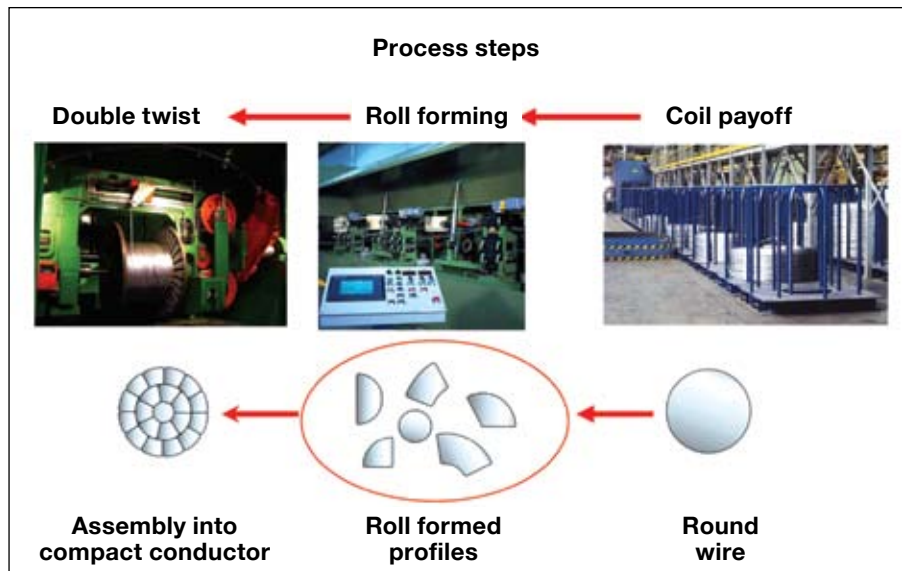 Process steps
Double twist
Roll forming
Coil payoff
Assembly into
compact conductor
Roll formed
profiles
Round
wire